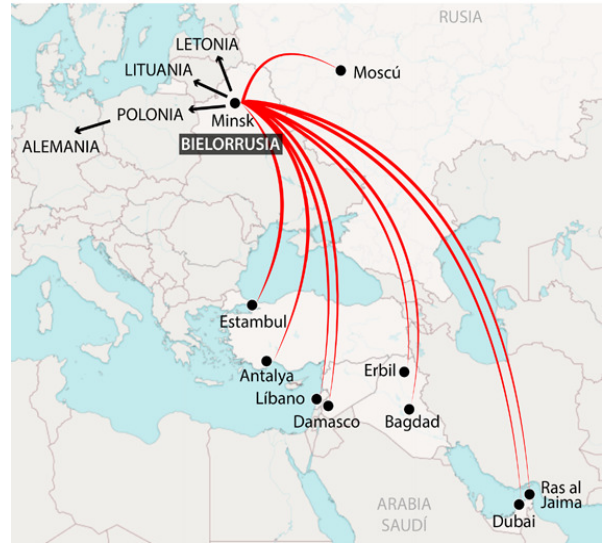 RUSIA
LETONIA
LITUANIA
Moscú
POLONIA
Minsk
ALEMANIA
BIELORRUSIA
Estambul
Antalya
Erbil
Líbano
Damasco
Bagdad
Ras al
Jaima
ARABIA
SAUDÍ
Dubai